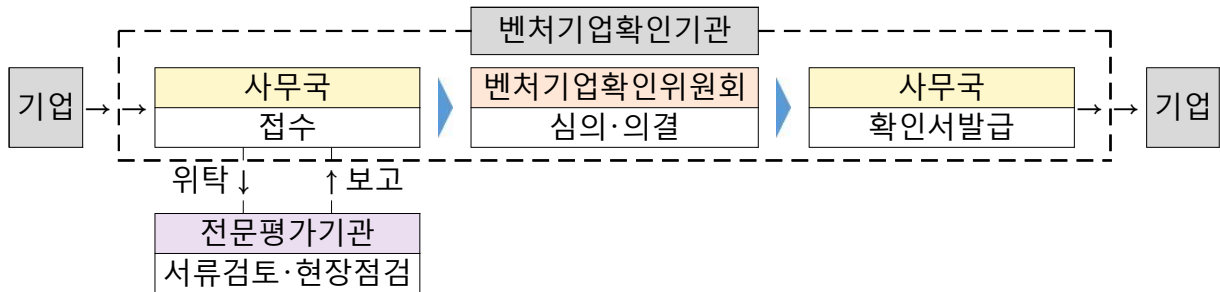 벤처기업확인기관
기업 → → 사무국 벤처기업확인위원회 사무국 → → 기업
접수 심의·의결 확인서발급
위탁 ↓ ↑ 보고
전문평가기관
서류검토·현장점검